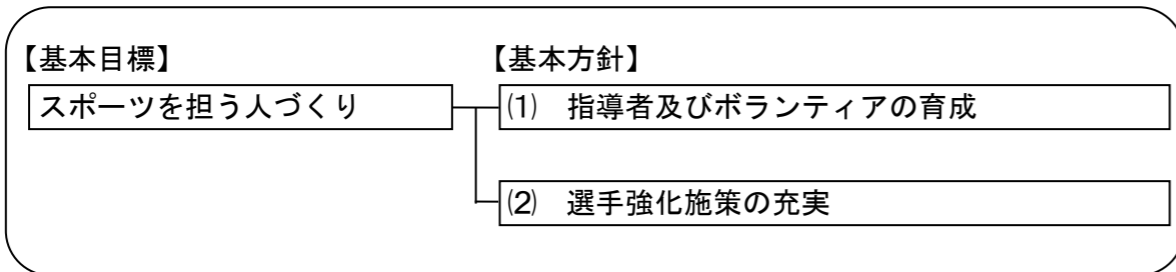 【基本目標】 【基本方針】
スポーツを担う人づくり ⑴ 指導者及びボランティアの育成
⑵ 選手強化施策の充実